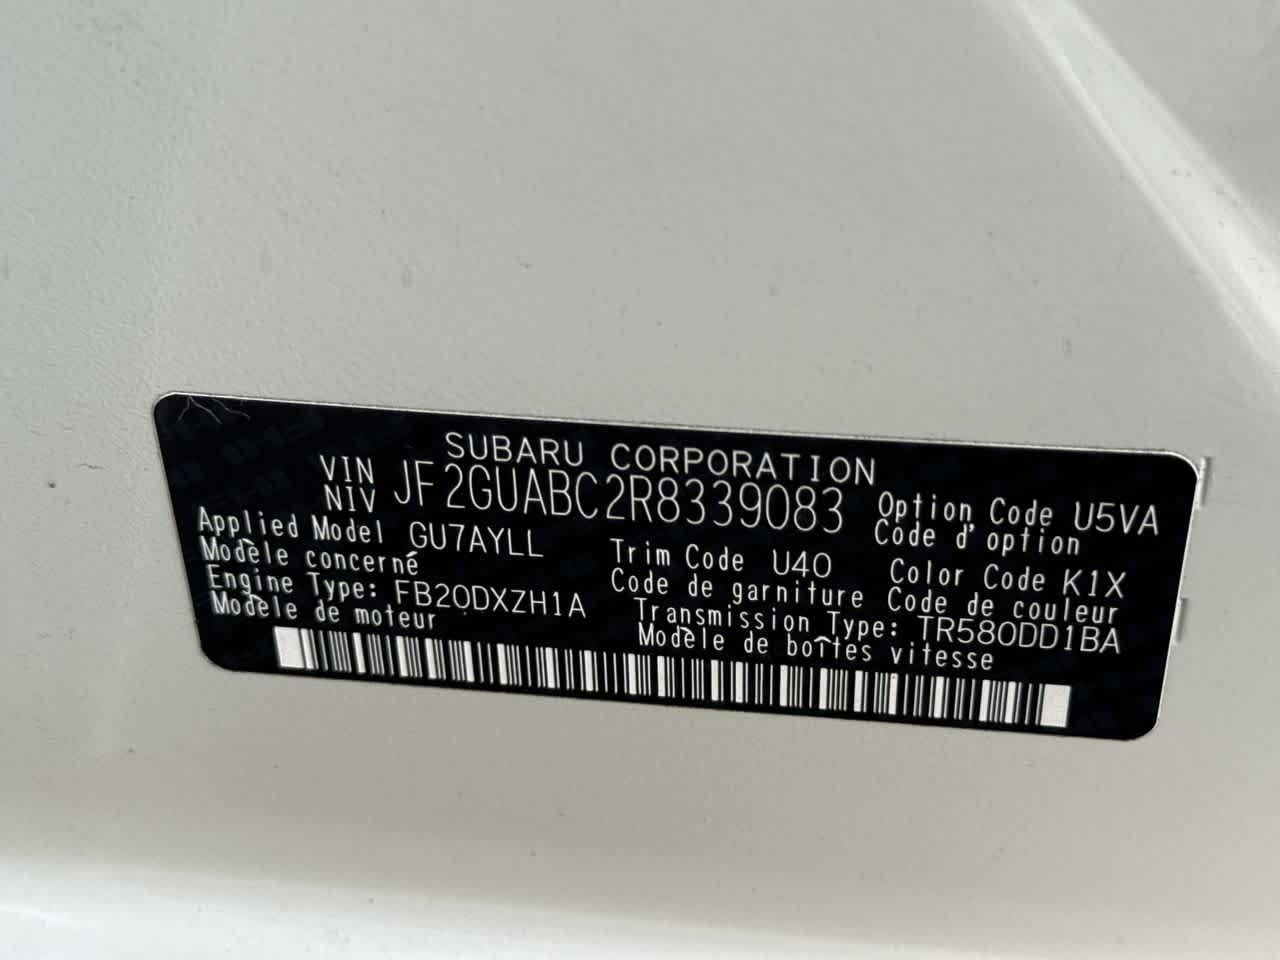 SUBARU CORPORATION
VIN NIV JF2GUABC2R8339083
Option Code U5VA
Code d'option
Applied Model GU7AYLL
Modèle concerné
Trim Code U40
Code de garniture
Color Code K1X
Code de couleur
Engine Type: FB20DXZH1A
Modèle de moteur
Transmission Type: TR580DD1BA
Modèle de boîtes vitesse